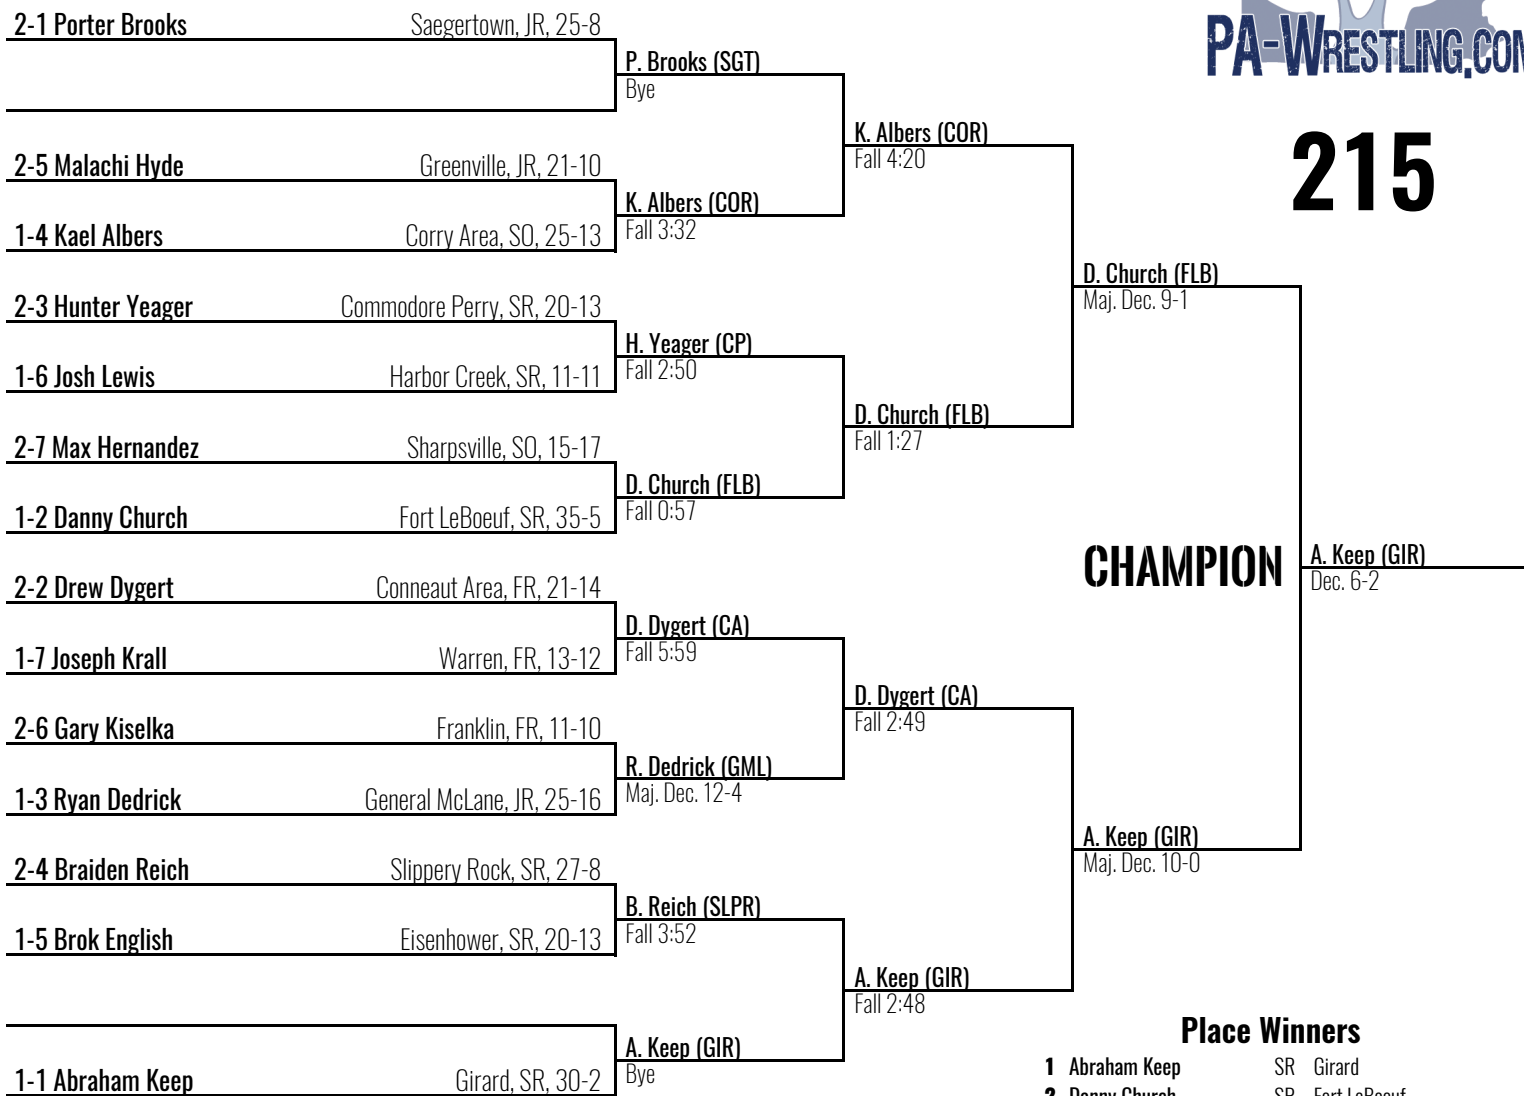 2-1 Porter Brooks Saegertown, JR, 25-8
PA-WRESTLING.COM
P. Brooks (SGT)
Bye
K. Albers (COR)
Fall 4:20
215
2-5 Malachi Hyde Greenville, JR, 21-10
K. Albers (COR)
Fall 3:32
1-4 Kael Albers Corry Area, SO, 25-13
D. Church (FLB)
Maj. Dec. 9-1
2-3 Hunter Yeager Commodore Perry, SR, 20-13
H. Yeager (CP)
Fall 2:50
1-6 Josh Lewis Harbor Creek, SR, 11-11
D. Church (FLB)
Fall 1:27
2-7 Max Hernandez Sharpsville, SO, 15-17
D. Church (FLB)
Fall 0:57
1-2 Danny Church Fort LeBoeuf, SR, 35-5
CHAMPION
A. Keep (GIR)
Dec. 6-2
2-2 Drew Dygert Conneaut Area, FR, 21-14
D. Dygert (CA)
Fall 5:59
1-7 Joseph Krall Warren, FR, 13-12
D. Dygert (CA)
Fall 2:49
2-6 Gary Kiselka Franklin, FR, 11-10
R. Dedrick (GML)
Maj. Dec. 12-4
1-3 Ryan Dedrick General McLane, JR, 25-16
A. Keep (GIR)
Maj. Dec. 10-0
2-4 Braiden Reich Slippery Rock, SR, 27-8
B. Reich (SLPR)
Fall 3:52
1-5 Brok English Eisenhower, SR, 20-13
A. Keep (GIR)
Fall 2:48
A. Keep (GIR)
Bye
1-1 Abraham Keep Girard, SR, 30-2
Place Winners
1 Abraham Keep SR Girard
2 Danny Church SR Fort LeBoeuf